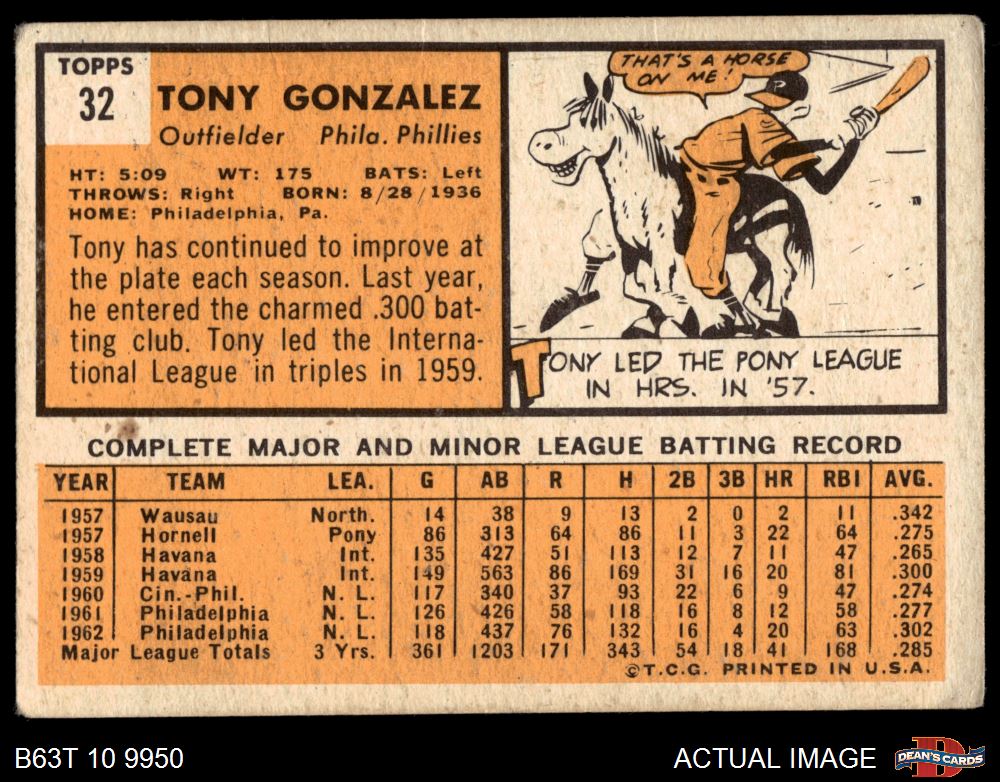 TOPPS
32
TONY GONZALEZ
Outfielder Phila. Phillies
HT: 5:09 WT: 175 BATS: Left
THROWS: Right BORN: 8/28/1936
HOME: Philadelphia, Pa.
Tony has continued to improve at
the plate each season. Last year,
he entered the charmed .300 bat-
ting club. Tony led the Interna-
tional League in triples in 1959.
THAT'S A HORSE
ON ME!
P
TONY LED THE PONY LEAGUE
IN HRS. IN '57.
COMPLETE MAJOR AND MINOR LEAGUE BATTING RECORD
YEAR TEAM LEA. G AB R H 2B 3B HR RBI AVG.
1957 Wausau North. 14 38 9 13 2 0 2 11 .342
1957 Hornell Pony 86 313 64 86 11 3 22 64 .275
1958 Havana Int. 135 427 51 113 12 7 11 47 .265
1959 Havana Int. 149 563 86 169 31 16 20 81 .300
1960 Cin.-Phil. N. L. 117 340 37 93 22 6 9 47 .274
1961 Philadelphia N. L. 126 426 58 118 16 8 12 58 .277
1962 Philadelphia N. L. 118 437 76 132 16 4 20 63 .302
Major League Totals 3 Yrs. 361 1203 171 343 54 18 41 168 .285
©T.C.G. PRINTED IN U.S.A.
B63T 10 9950
ACTUAL IMAGE
D
DEAN'S CARDS